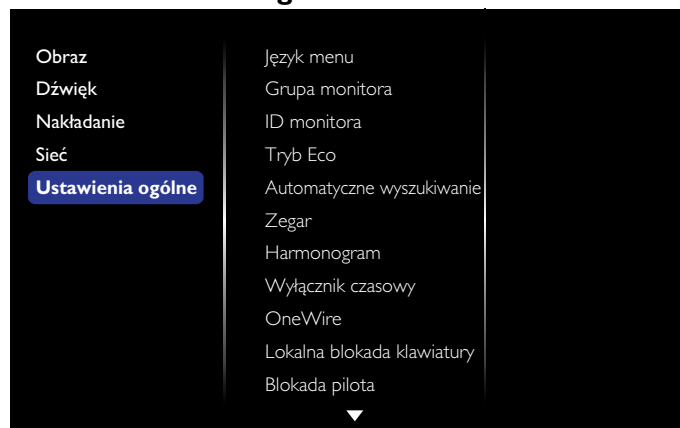 Obraz
Dźwięk
Nakładanie
Sieć
Ustawienia ogólne
Język menu
Grupa monitora
ID monitora
Tryb Eco
Automatyczne wyszukiwanie
Zegar
Harmonogram
Wyłącznik czasowy
OneWire
Lokalna blokada klawiatury
Blokada pilota